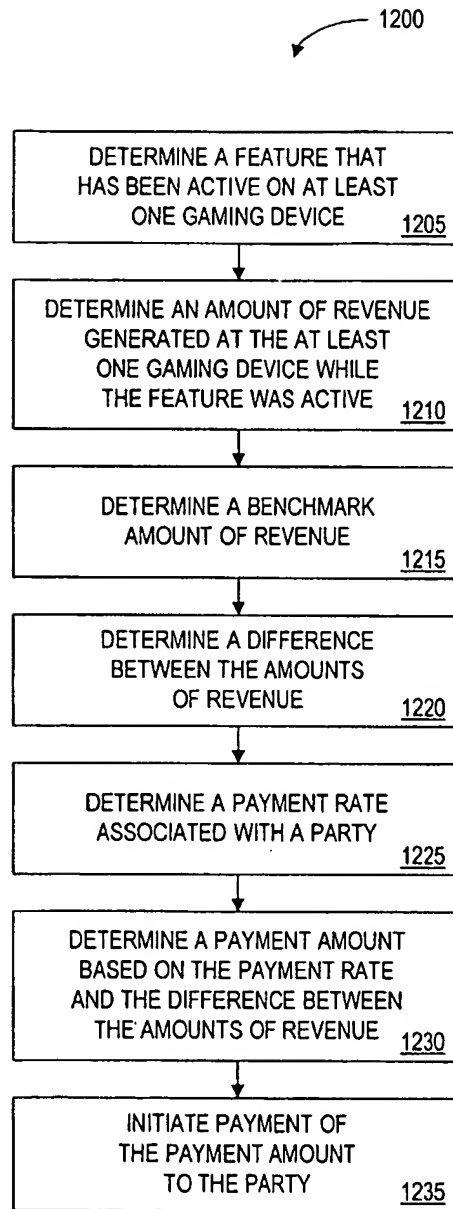 1200
DETERMINE A FEATURE THAT
HAS BEEN ACTIVE ON AT LEAST
ONE GAMING DEVICE
1205
DETERMINE AN AMOUNT OF REVENUE
GENERATED AT THE AT LEAST
ONE GAMING DEVICE WHILE
THE FEATURE WAS ACTIVE
1210
DETERMINE A BENCHMARK
AMOUNT OF REVENUE
1215
DETERMINE A DIFFERENCE
BETWEEN THE AMOUNTS
OF REVENUE
1220
DETERMINE A PAYMENT RATE
ASSOCIATED WITH A PARTY
1225
DETERMINE A PAYMENT AMOUNT
BASED ON THE PAYMENT RATE
AND THE DIFFERENCE BETWEEN
THE AMOUNTS OF REVENUE
1230
INITIATE PAYMENT OF
THE PAYMENT AMOUNT
TO THE PARTY
1235